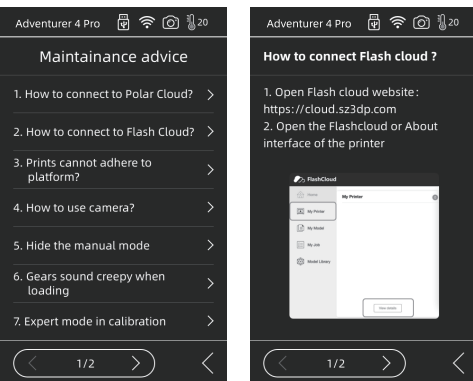 Adventurer 4 Pro 20
Maintainance advice
1. How to connect to Polar Cloud?
2. How to connect to Flash Cloud?
3. Prints cannot adhere to
platform?
4. How to use camera?
5. Hide the manual mode
6. Gears sound creepy when
loading
7. Expert mode in calibration
1/2
Adventurer 4 Pro 20
How to connect Flash cloud ?
1. Open Flash cloud website:
https://cloud.sz3dp.com
2. Open the Flashcloud or About
interface of the printer
FlashCloud
Home
My Printer
My Printer
My Model
My Job
Model Library
1/2